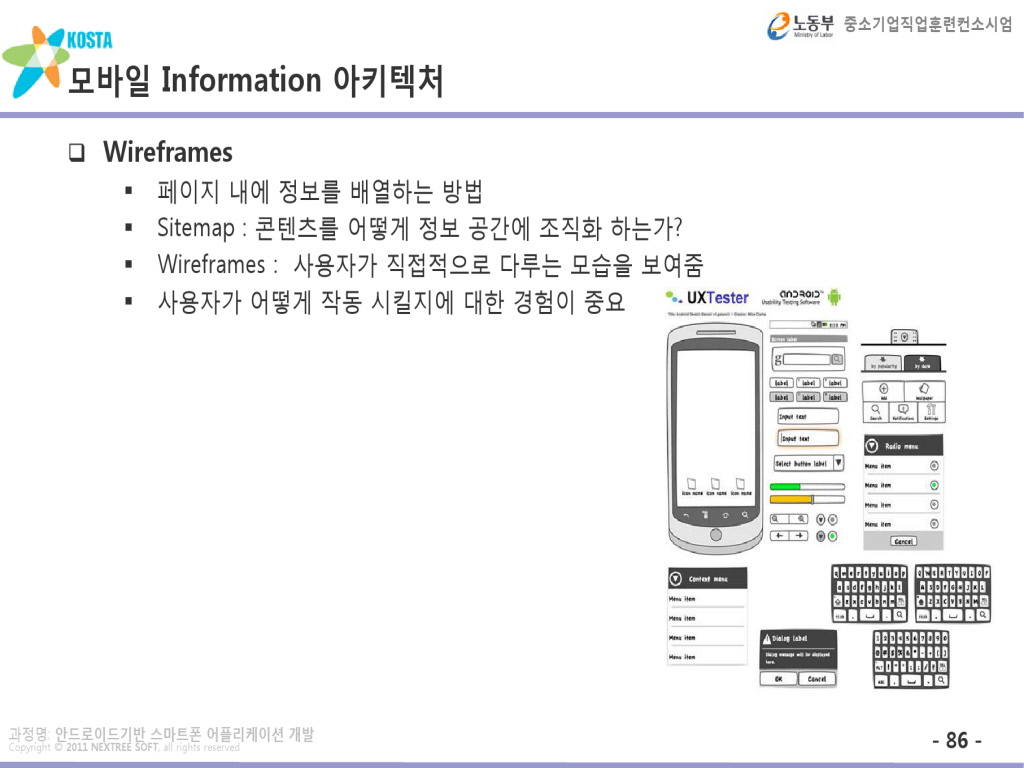 노동부 중소기업직업훈련컨소시엄
Ministry of Labor
KOSTA
모바일 Information 아키텍처
❑ Wireframes
▪ 페이지 내에 정보를 배열하는 방법
▪ Sitemap : 콘텐츠를 어떻게 정보 공간에 조직화 하는가?
▪ Wireframes : 사용자가 직접적으로 다루는 모습을 보여줌
▪ 사용자가 어떻게 작동 시킬지에 대한 경험이 중요
UXTester
ANDROID
Usability Testing Software
Screen label
g
label label label
label label label
Input text
Input text
Select button label
Icon name Icon name Icon name
by popularity by date
Add Wallpaper
Search Notifications Settings
Radio menu
Menu item
Menu item
Menu item
Menu item
Cancel
Context menu
Menu item
Menu item
Menu item
Menu item
Dialog label
Dialog message will be displayed
here.
OK Cancel
과정명: 안드로이드기반 스마트폰 어플리케이션 개발
Copyright © 2011 NEXTREE SOFT, all rights reserved
- 86 -